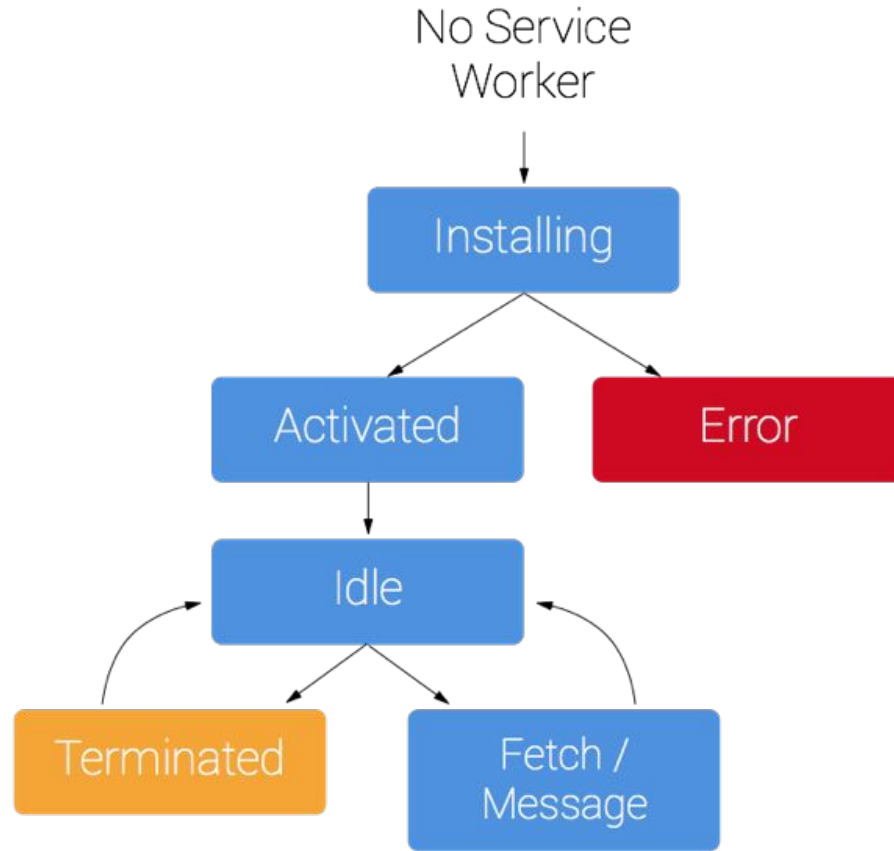 No Service
Worker
Installing
Activated
Error
Idle
Terminated
Fetch /
Message